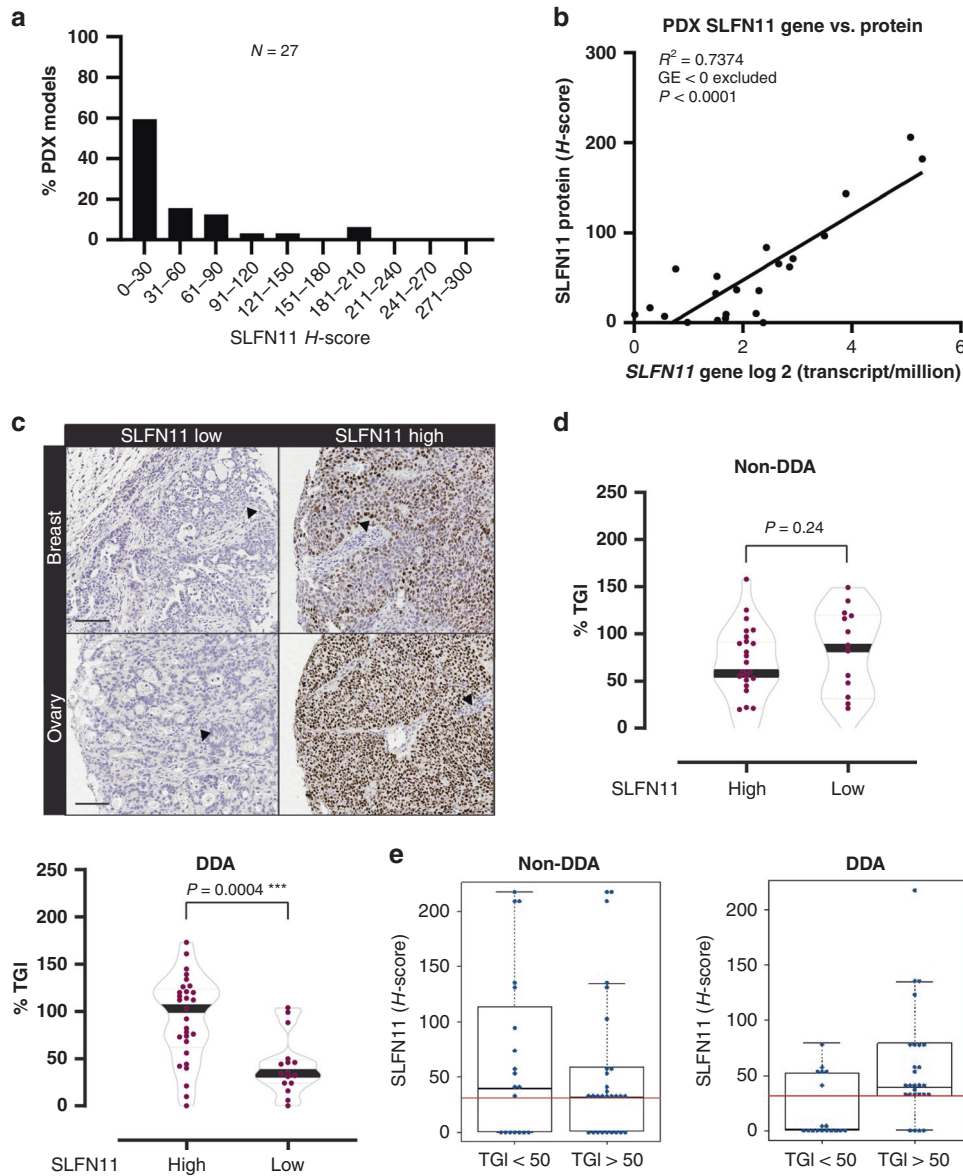 a
100
80
60
40
20
0
% PDX models
N = 27
0–30
31–60
61–90
91–120
121–150
151–180
181–210
211–240
241–270
271–300
SLFN11 H-score
b
PDX SLFN11 gene vs. protein
R² = 0.7374
GE < 0 excluded
P < 0.0001
300
200
100
0
SLFN11 protein (H-score)
0 2 4 6
SLFN11 gene log 2 (transcript/million)
c
SLFN11 low SLFN11 high
Breast
Ovary
d
Non-DDA
250
200
150
100
50
0
% TGI
P = 0.24
SLFN11 High Low
DDA
250
200
150
100
50
0
% TGI
P = 0.0004 ***
SLFN11 High Low
e
Non-DDA
200
150
100
50
0
SLFN11 (H-score)
TGI < 50 TGI > 50
DDA
200
150
100
50
0
SLFN11 (H-score)
TGI < 50 TGI > 50